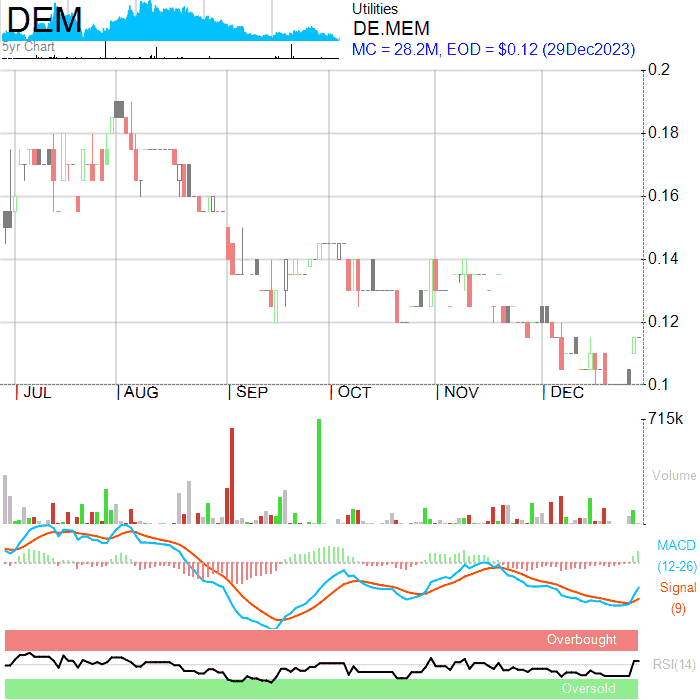 DEM
5yr Chart
Utilities
DE.MEM
MC = 28.2M, EOD = $0.12 (29Dec2023)
0.2
0.18
0.16
0.14
0.12
0.1
JUL AUG SEP OCT NOV DEC
715k
Volume
MACD
(12-26)
Signal
(9)
Overbought
RSI(14)
Oversold